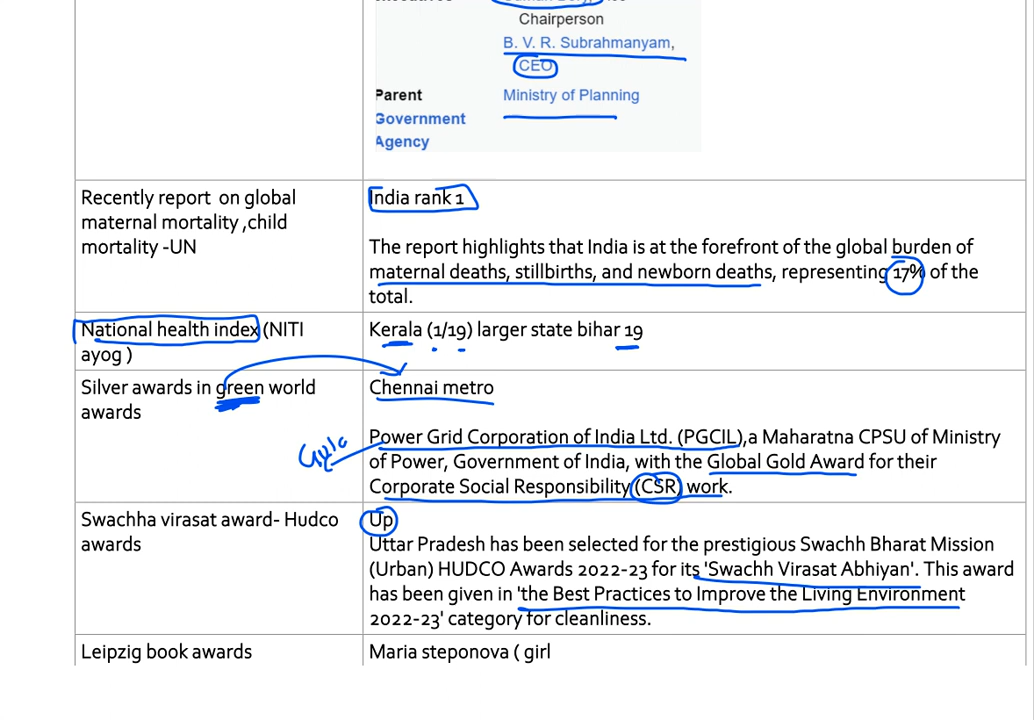 Chairperson
B. V. R. Subrahmanyam,
CEO
Parent Ministry of Planning
Government
Agency
Recently report on global
maternal mortality ,child
mortality -UN
India rank 1
The report highlights that India is at the forefront of the global burden of
maternal deaths, stillbirths, and newborn deaths, representing 17% of the
total.
National health index (NITI
ayog )
Kerala (1/19) larger state bihar 19
Silver awards in green world
awards
Chennai metro
Power Grid Corporation of India Ltd. (PGCIL),a Maharatna CPSU of Ministry
of Power, Government of India, with the Global Gold Award for their
Corporate Social Responsibility (CSR) work.
Swachha virasat award- Hudco
awards
Up
Uttar Pradesh has been selected for the prestigious Swachh Bharat Mission
(Urban) HUDCO Awards 2022-23 for its 'Swachh Virasat Abhiyan'. This award
has been given in 'the Best Practices to Improve the Living Environment
2022-23' category for cleanliness.
Leipzig book awards
Maria steponova ( girl